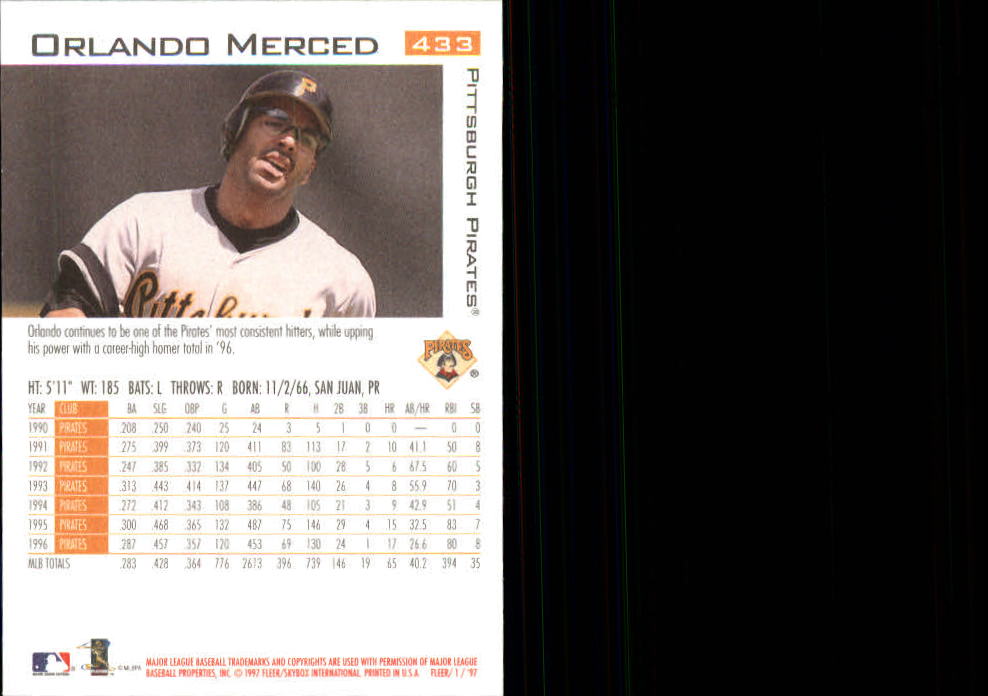 ORLANDO MERCED 433
PITTSBURGH PIRATES®
P
Pittsburgh
Orlando continues to be one of the Pirates' most consistent hitters, while upping
his power with a career-high homer total in '96.
PIRATES
®
HT: 5'11" WT: 185 BATS: L THROWS: R BORN: 11/2/66, SAN JUAN, PR
YEAR CLUB BA SLG OBP G AB R H 2B 3B HR AB/HR RBI SB
1990 PIRATES .208 .250 .240 25 24 3 5 1 0 0 — 0 0
1991 PIRATES .275 .399 .373 120 411 83 113 17 2 10 41.1 50 8
1992 PIRATES .247 .385 .332 134 405 50 100 28 5 6 67.5 60 5
1993 PIRATES .313 .443 .414 137 447 68 140 26 4 8 55.9 70 3
1994 PIRATES .272 .412 .343 108 386 48 105 21 3 9 42.9 51 4
1995 PIRATES .300 .468 .365 132 487 75 146 29 4 15 32.5 83 7
1996 PIRATES .287 .457 .357 120 453 69 130 24 1 17 26.6 80 8
MLB TOTALS .283 .428 .364 776 2613 396 739 146 19 65 40.2 394 35
© MLBPA
MAJOR LEAGUE BASEBALL TRADEMARKS AND COPYRIGHTS ARE USED WITH PERMISSION OF MAJOR LEAGUE
BASEBALL PROPERTIES, INC. © 1997 FLEER/SKYBOX INTERNATIONAL. PRINTED IN U.S.A FLEER/ 1 / '97